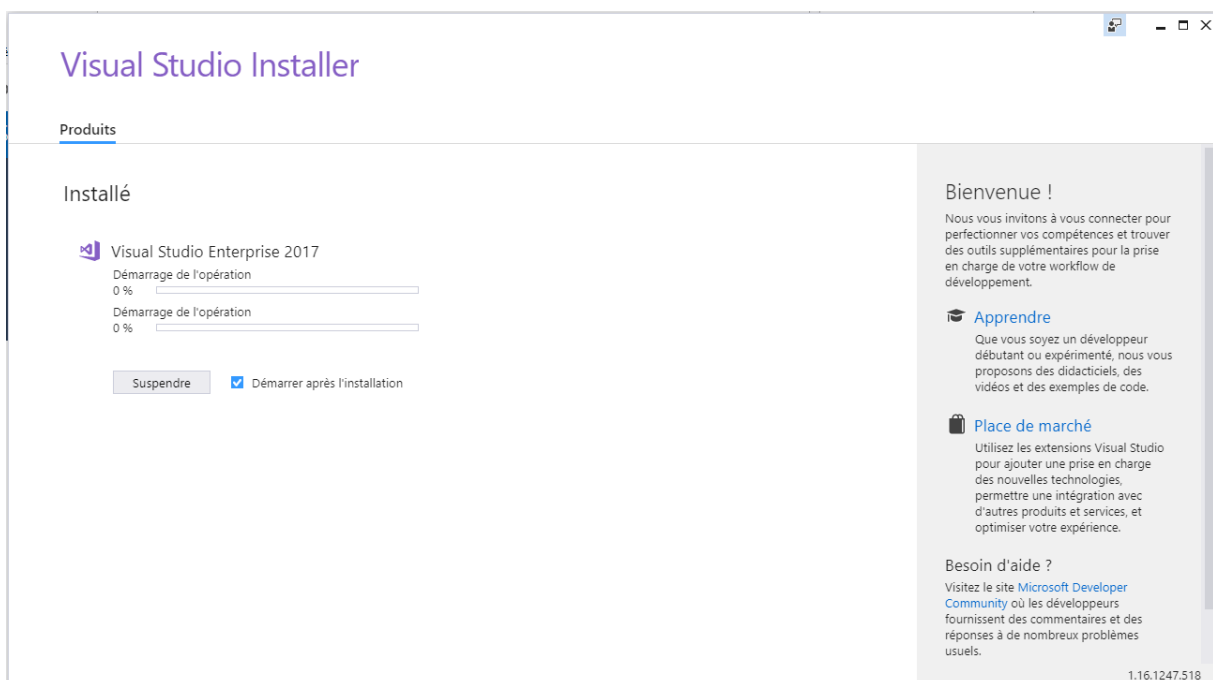 Visual Studio Installer
Produits
Installé
Visual Studio Enterprise 2017
Démarrage de l'opération
0 %
Démarrage de l'opération
0 %
Suspendre
Démarrer après l'installation
Bienvenue !
Nous vous invitons à vous connecter pour
perfectionner vos compétences et trouver
des outils supplémentaires pour la prise
en charge de votre workflow de
développement.
Apprendre
Que vous soyez un développeur
débutant ou expérimenté, nous vous
proposons des didacticiels, des
vidéos et des exemples de code.
Place de marché
Utilisez les extensions Visual Studio
pour ajouter une prise en charge
des nouvelles technologies,
permettre une intégration avec
d'autres produits et services, et
optimiser votre expérience.
Besoin d'aide ?
Visitez le site Microsoft Developer
Community où les développeurs
fournissent des commentaires et des
réponses à de nombreux problèmes
usuels.
1.16.1247.518